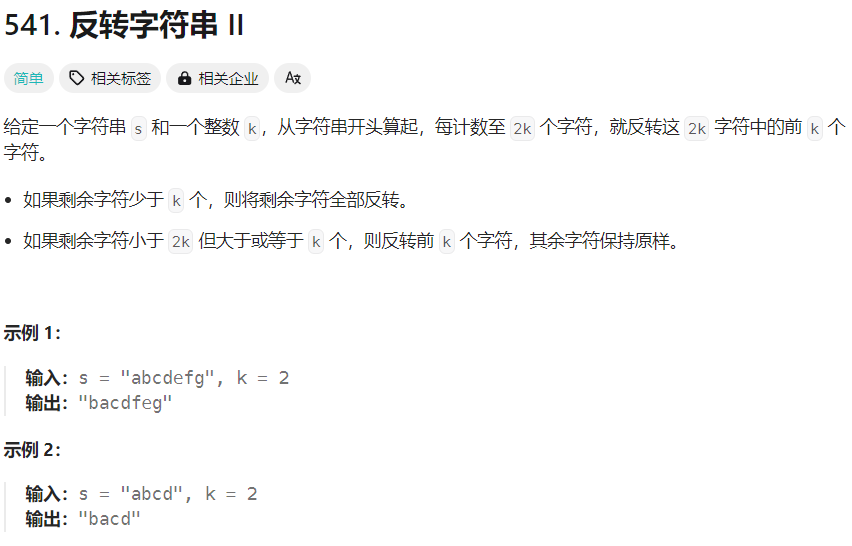 541. 反转字符串 II
简单 相关标签 相关企业 A文
给定一个字符串 s 和一个整数 k，从字符串开头算起，每计数至 2k 个字符，就反转这 2k 字符中的前 k 个
字符。
• 如果剩余字符少于 k 个，则将剩余字符全部反转。
• 如果剩余字符小于 2k 但大于或等于 k 个，则反转前 k 个字符，其余字符保持原样。
示例 1：
输入：s = "abcdefg", k = 2
输出："bacdfeg"
示例 2：
输入：s = "abcd", k = 2
输出："bacd"